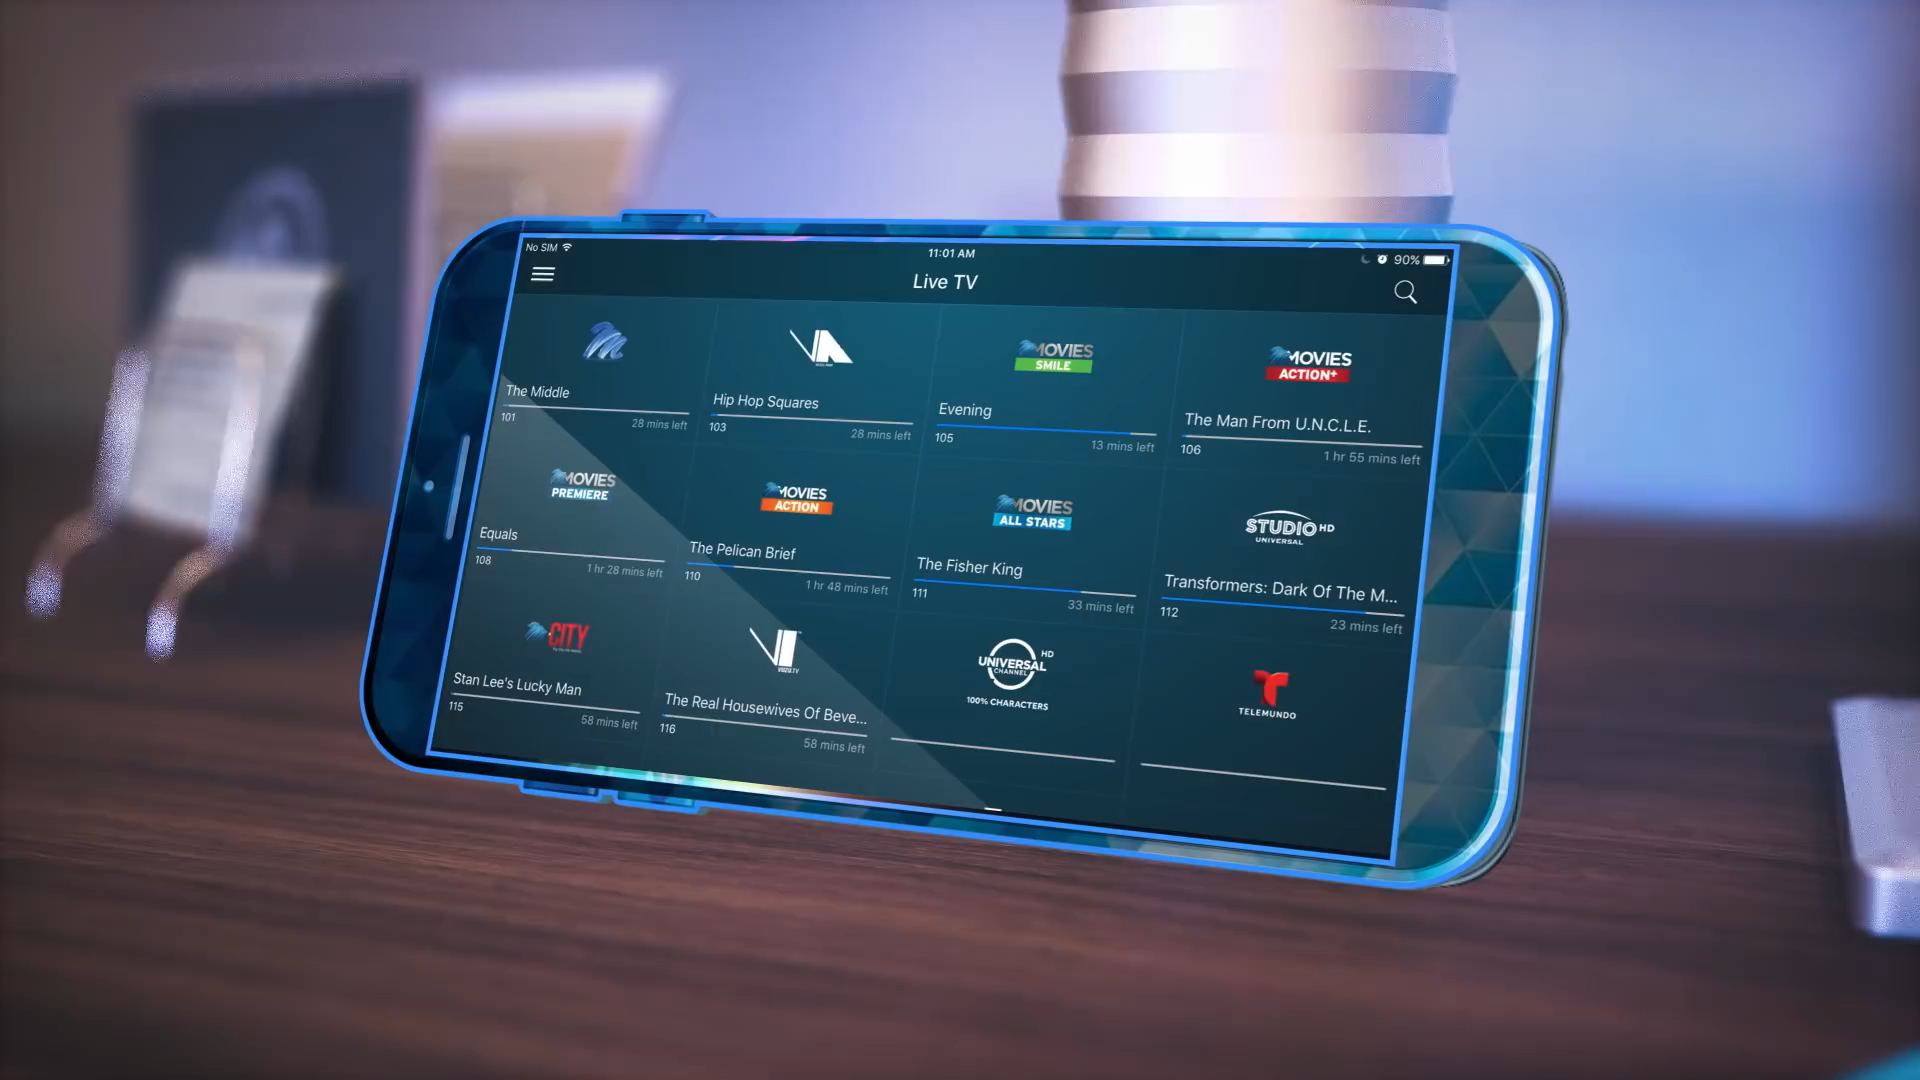 No SIM
11:01 AM
90%
Live TV
The Middle
101
28 mins left
Hip Hop Squares
103
28 mins left
MOVIES
SMILE
Evening
105
13 mins left
MOVIES
ACTION+
The Man From U.N.C.L.E.
106
1 hr 55 mins left
MOVIES
PREMIERE
Equals
108
1 hr 28 mins left
MOVIES
ACTION
The Pelican Brief
110
1 hr 48 mins left
MOVIES
ALL STARS
The Fisher King
111
33 mins left
STUDIO HD
UNIVERSAL
Transformers: Dark Of The M...
112
23 mins left
CITY
Stan Lee's Lucky Man
115
58 mins left
VUZU.TV
The Real Housewives Of Beve...
116
58 mins left
UNIVERSAL HD
CHANNEL
100% CHARACTERS
TELEMUNDO